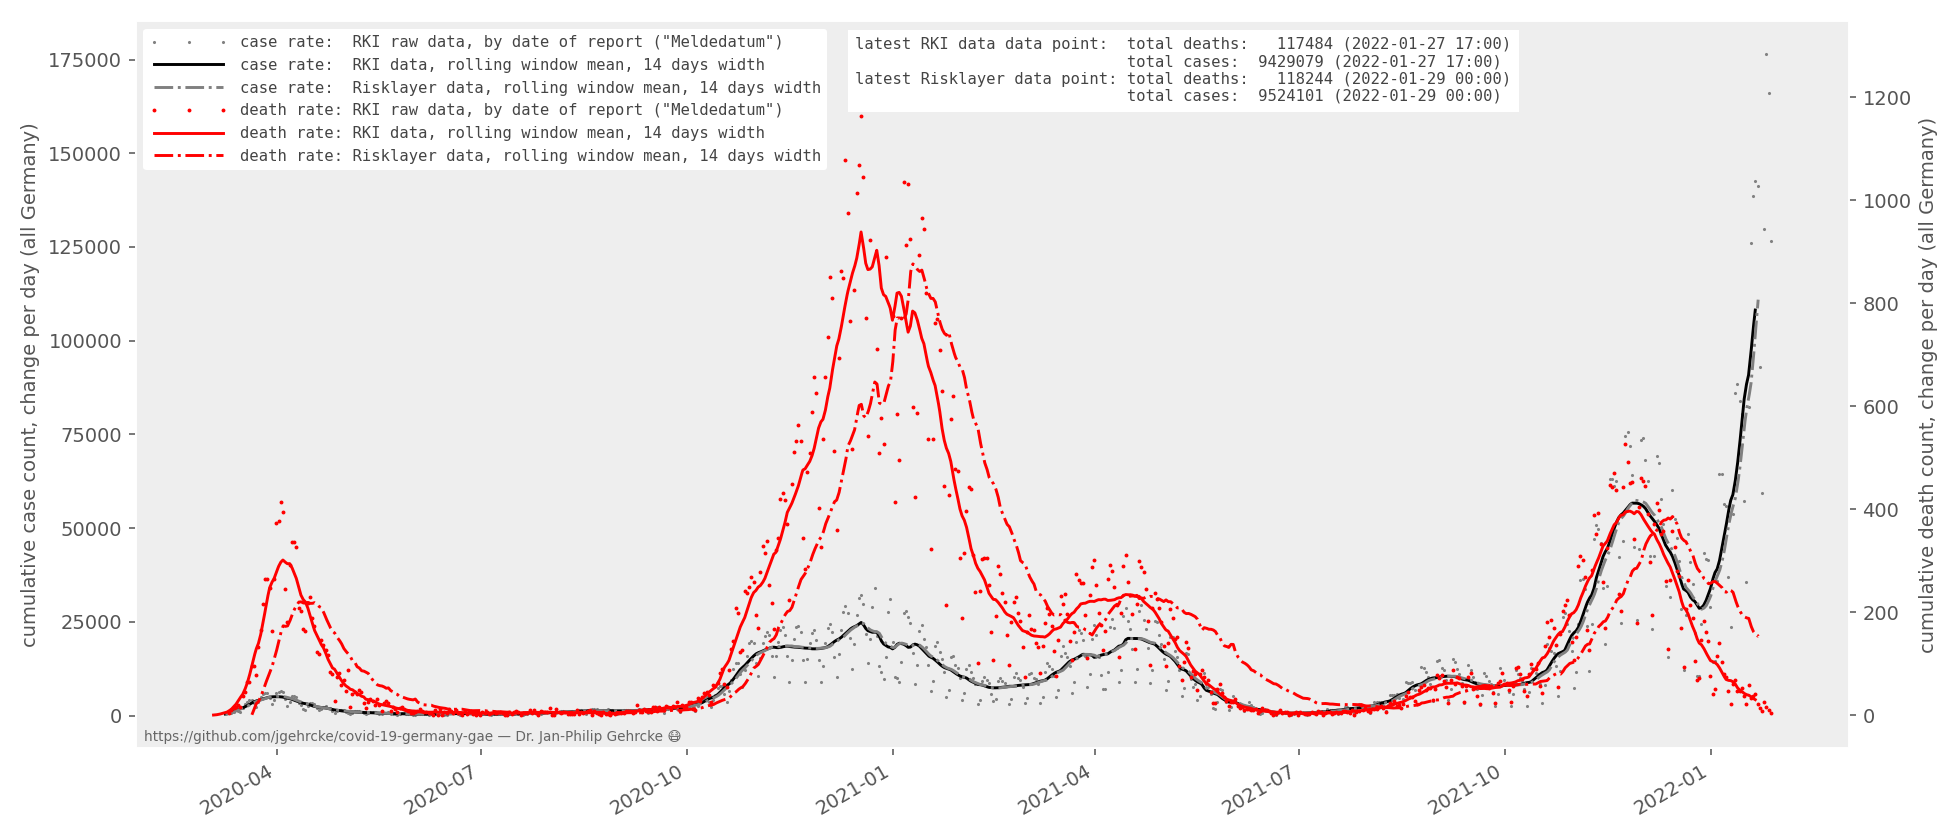 case rate:  RKI raw data, by date of report ("Meldedatum")
case rate:  RKI data, rolling window mean, 14 days width
case rate:  Risklayer data, rolling window mean, 14 days width
death rate: RKI raw data, by date of report ("Meldedatum")
death rate: RKI data, rolling window mean, 14 days width
death rate: Risklayer data, rolling window mean, 14 days width
latest RKI data data point:  total deaths:   117484 (2022-01-27 17:00)
total cases:  9429079 (2022-01-27 17:00)
latest Risklayer data point: total deaths:   118244 (2022-01-29 00:00)
total cases:  9524101 (2022-01-29 00:00)
cumulative case count, change per day (all Germany)
175000
150000
125000
100000
75000
50000
25000
0
1200
1000
800
600
400
200
0
cumulative death count, change per day (all Germany)
https://github.com/jgehrcke/covid-19-germany-gae — Dr. Jan-Philip Gehrcke 😷
2020-04
2020-07
2020-10
2021-01
2021-04
2021-07
2021-10
2022-01